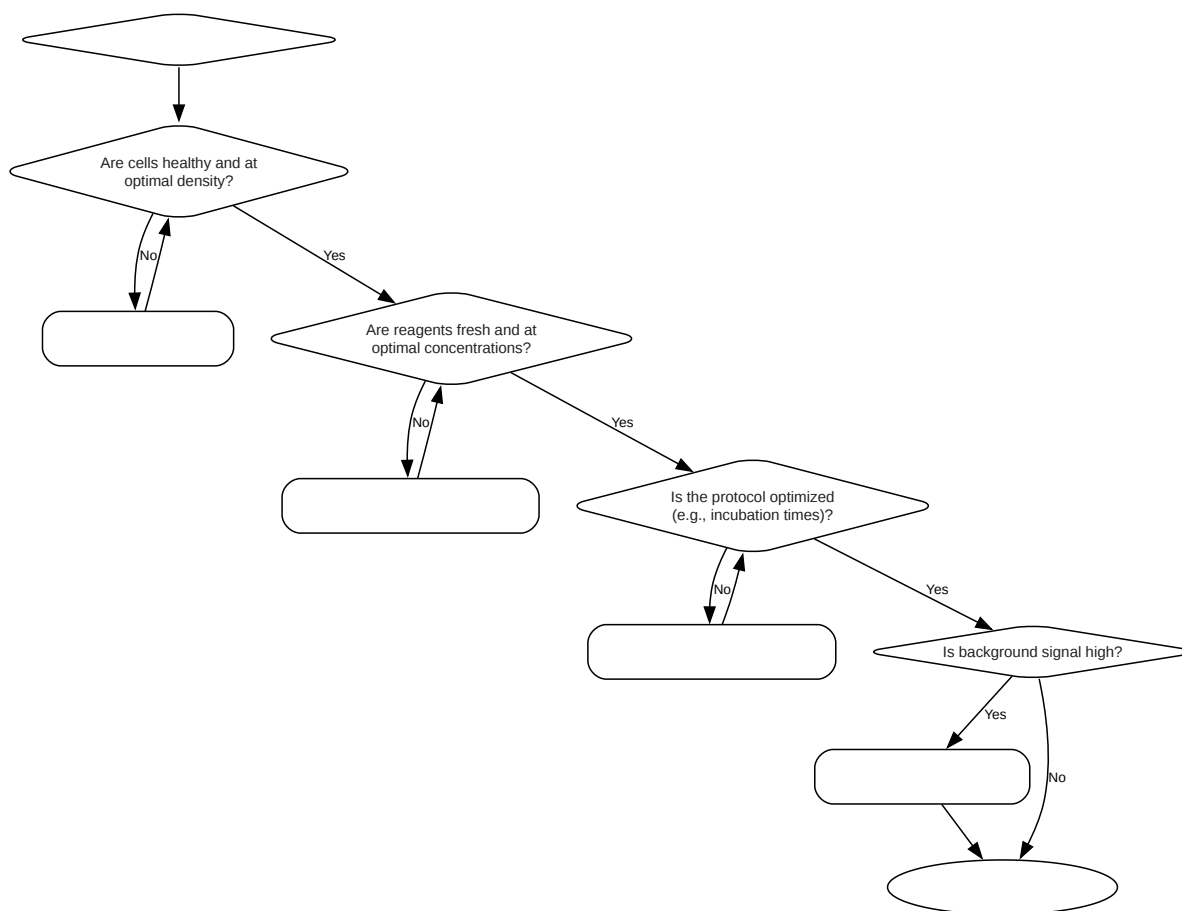 Are cells healthy and at
optimal density?
No
Yes
Are reagents fresh and at
optimal concentrations?
No
Yes
Is the protocol optimized
(e.g., incubation times)?
No
Yes
Is background signal high?
Yes
No